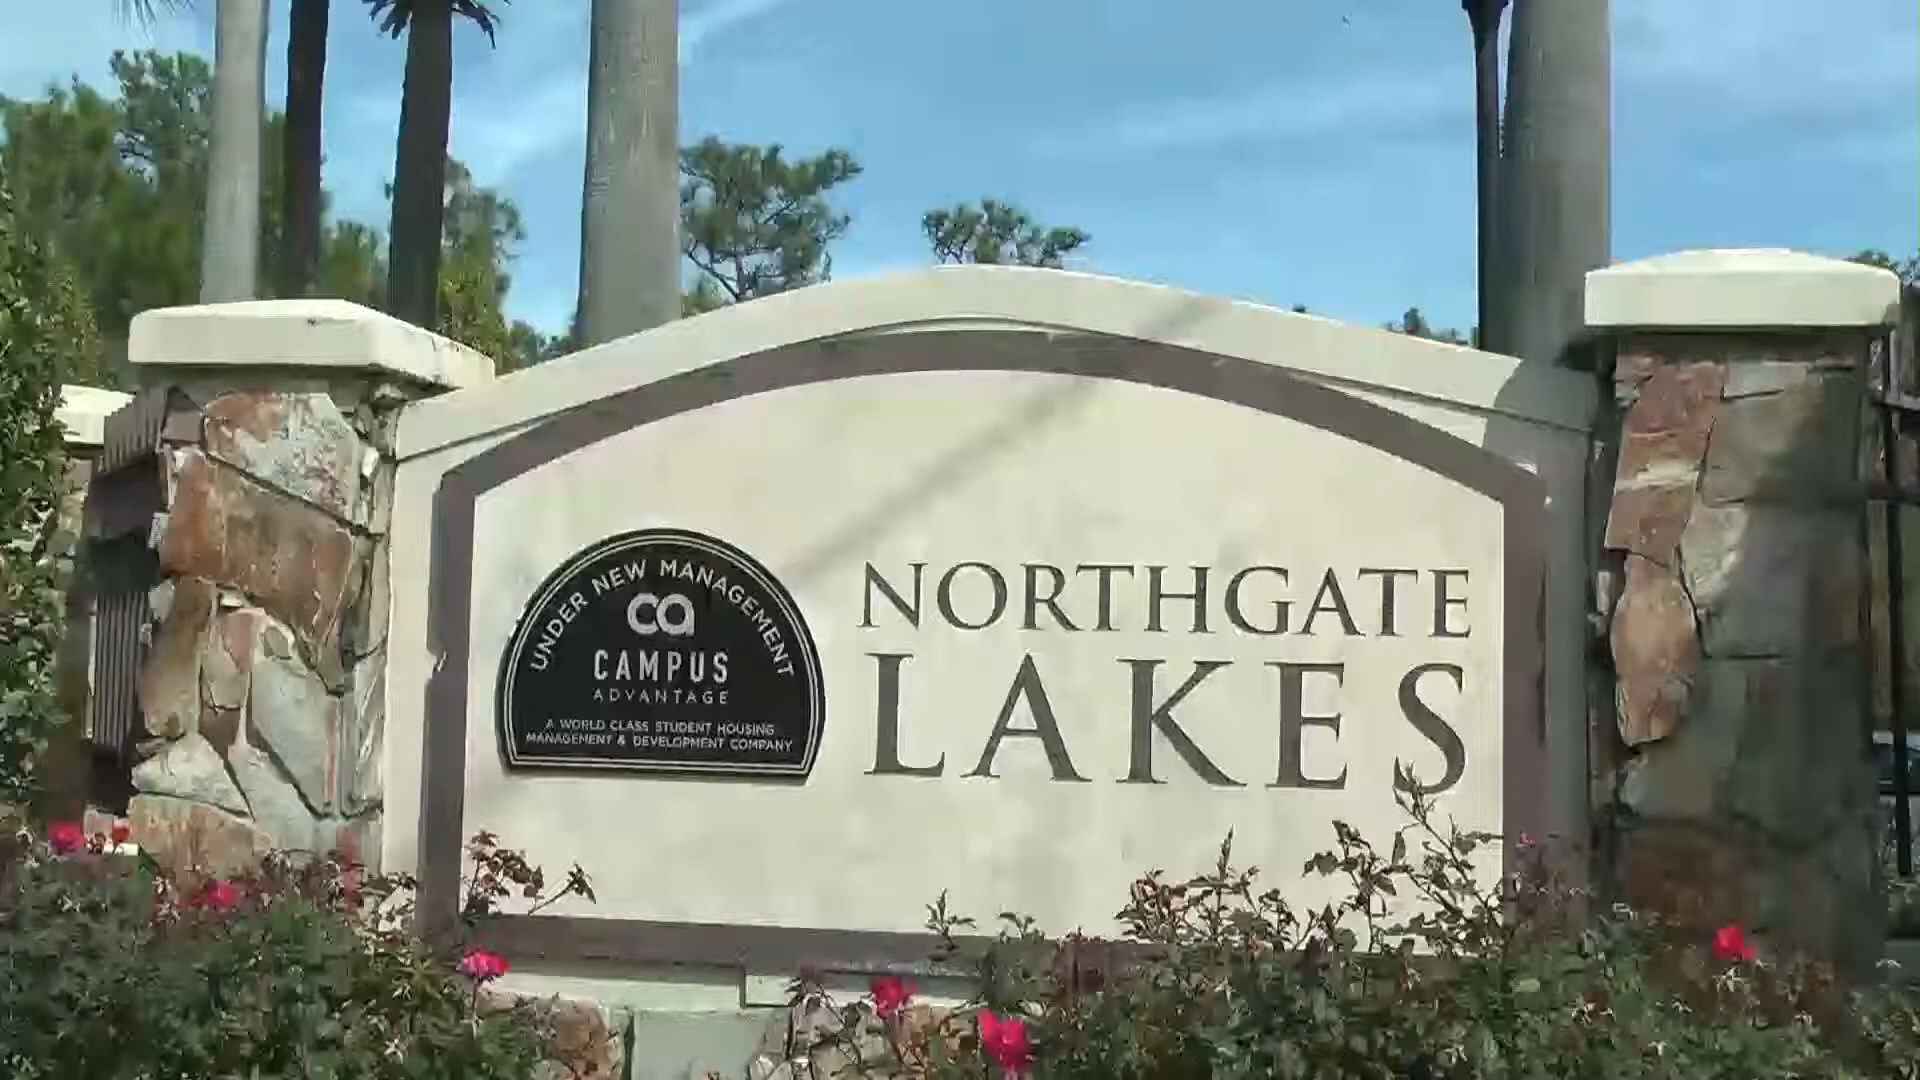 UNDER NEW MANAGEMENT
ca
CAMPUS
ADVANTAGE
A WORLD CLASS STUDENT HOUSING
MANAGEMENT & DEVELOPMENT COMPANY
NORTHGATE
LAKES